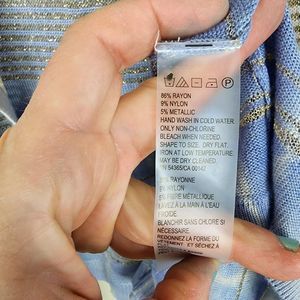 P
86% RAYON
9% NYLON
5% METALLIC
HAND WASH IN COLD WATER.
ONLY NON-CHLORINE
BLEACH WHEN NEEDED.
SHAPE TO SIZE. DRY FLAT.
IRON AT LOW TEMPERATURE.
MAY BE DRY CLEANED.
54365/CA 00142
RAYONNE
NYLON
5% FIBRE MÉTALLIQUE
LAVEZ À LA MAIN À L'EAU
FROIDE
BLANCHIR SANS CHLORE SI
NÉCESSAIRE.
REDONNEZ LA FORME DU
VÊTEMENT ET SÉCHEZ À